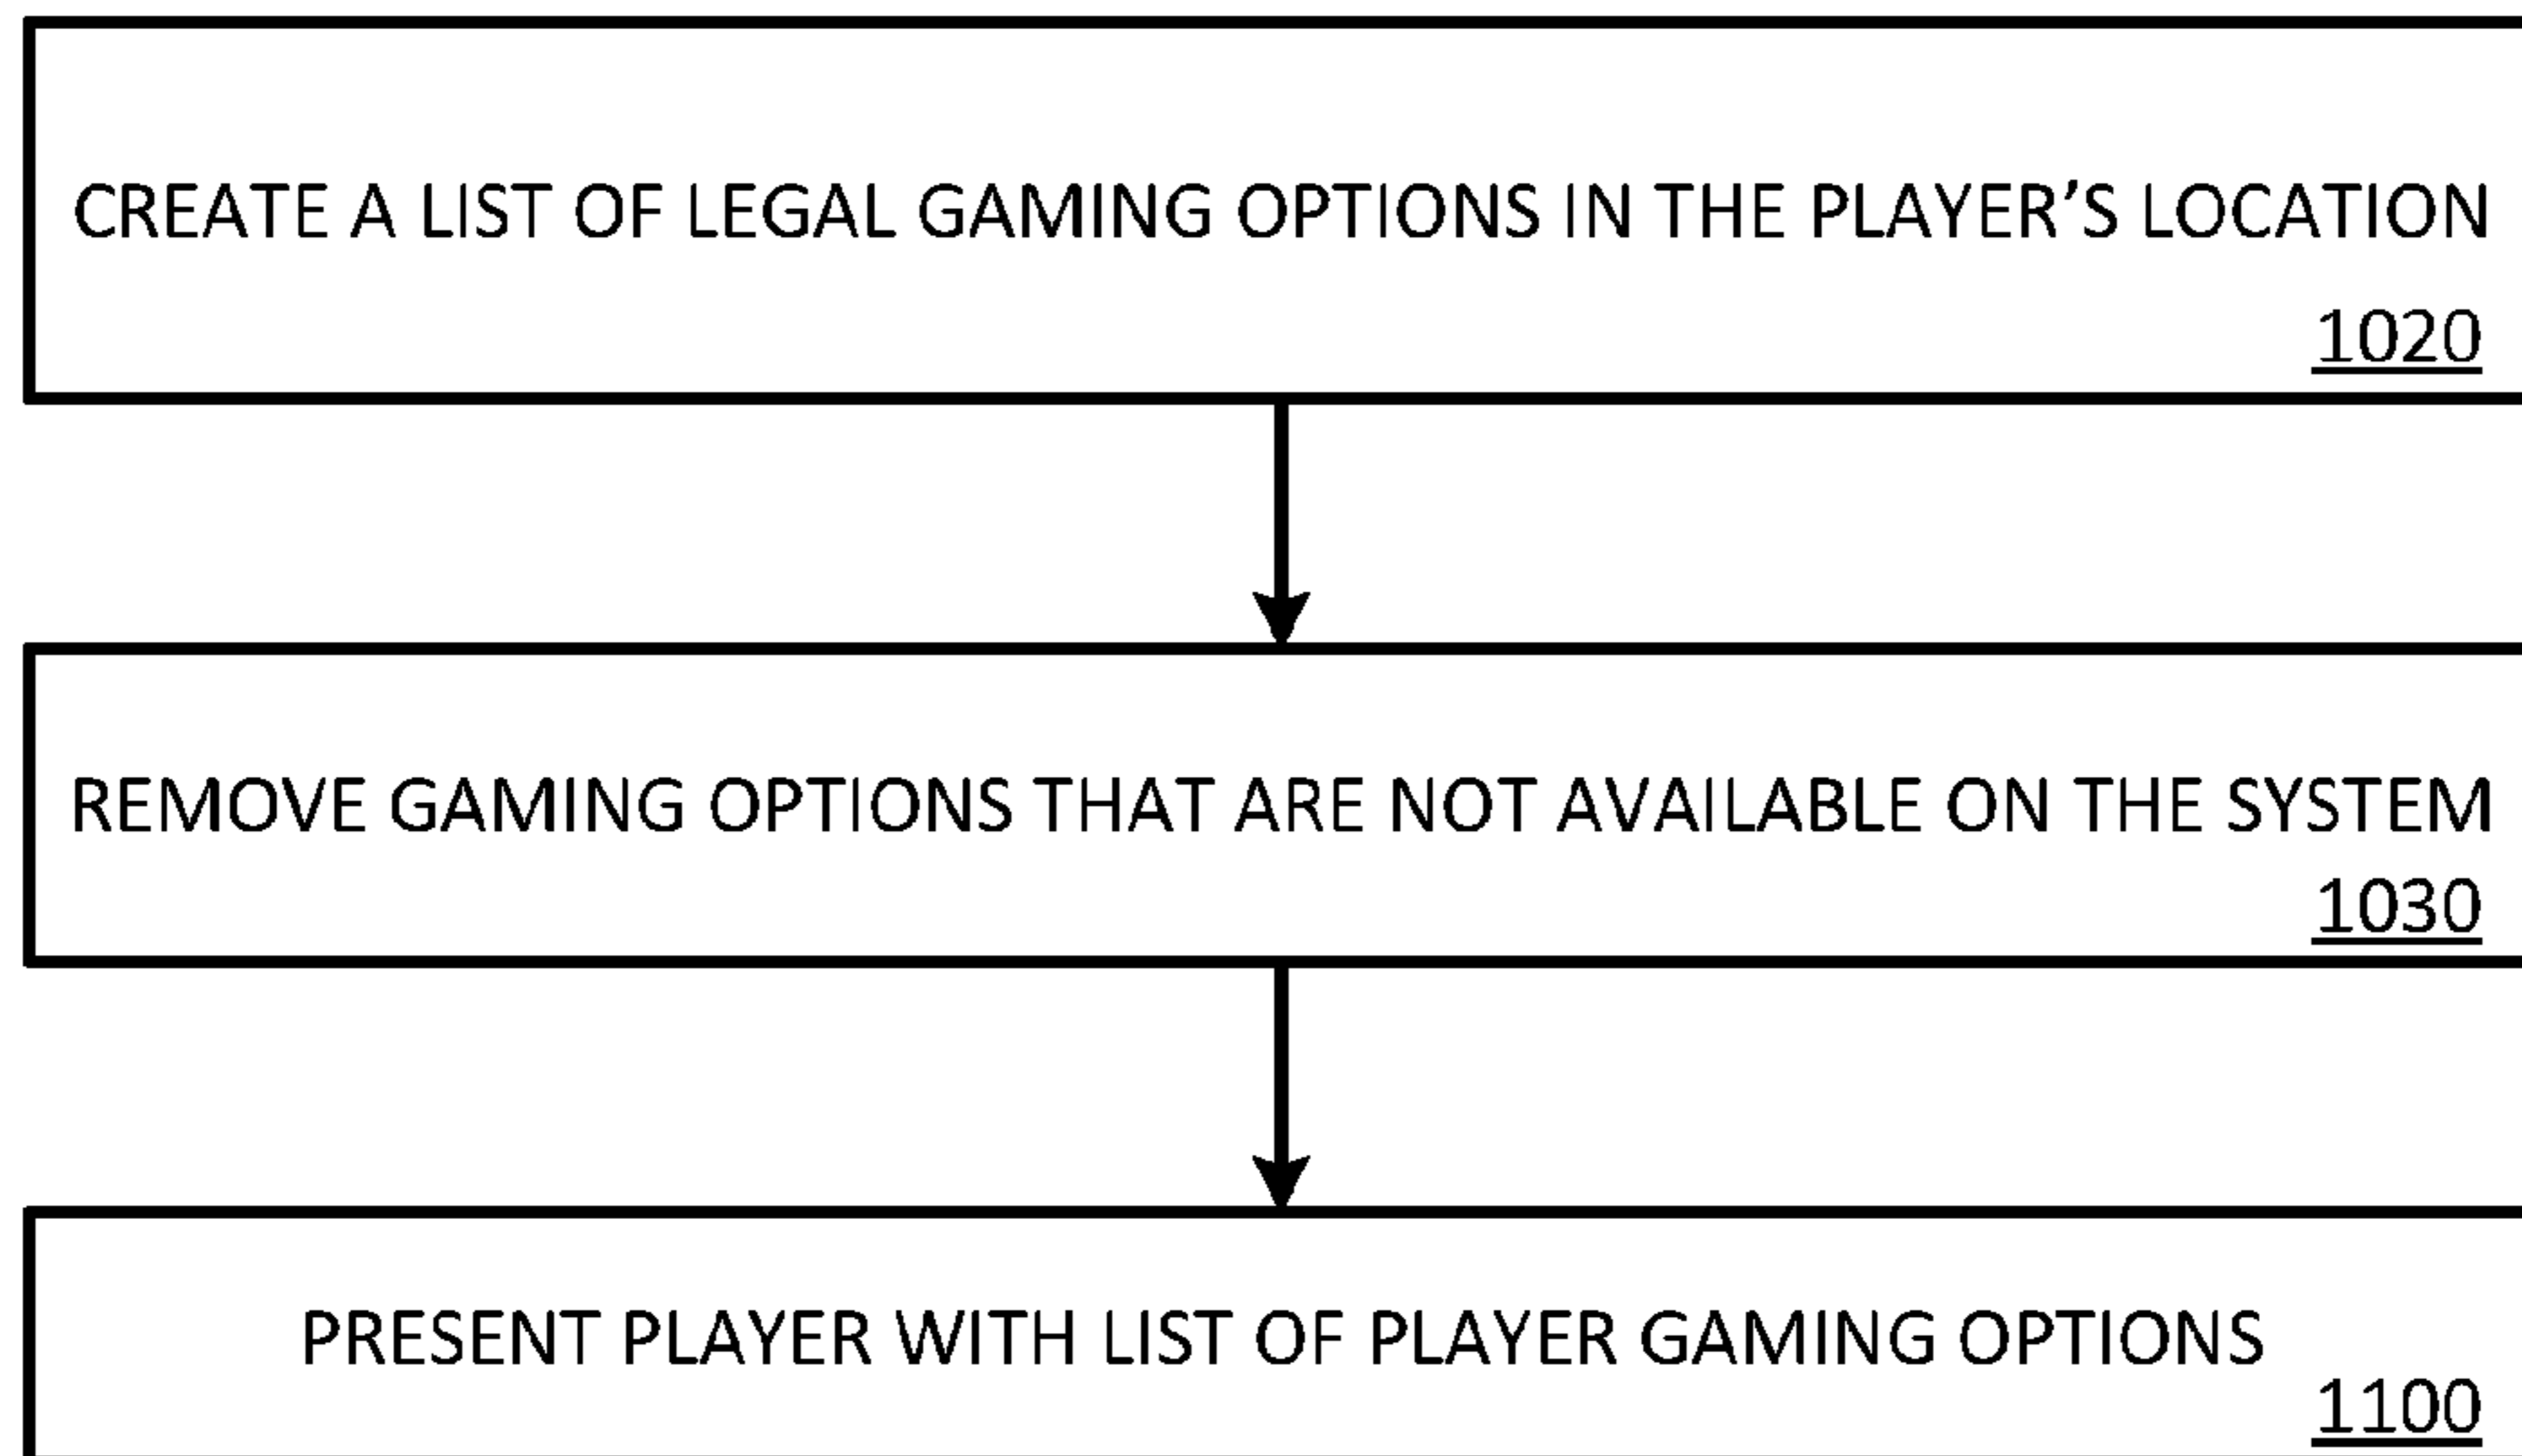 CREATE A LIST OF LEGAL GAMING OPTIONS IN THE PLAYER’S LOCATION
1020
REMOVE GAMING OPTIONS THAT ARE NOT AVAILABLE ON THE SYSTEM
1030
PRESENT PLAYER WITH LIST OF PLAYER GAMING OPTIONS
1100